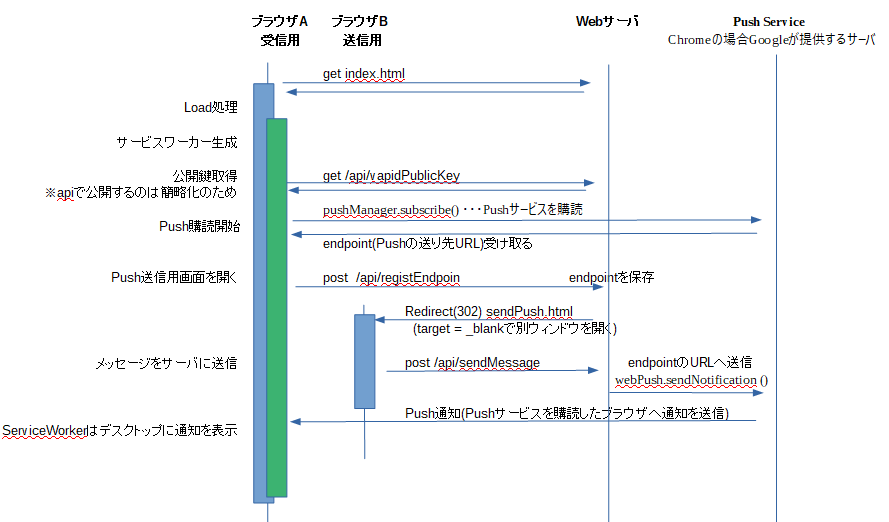 ブラウザA ブラウザB Webサーバ Push Service
受信用 送信用 Chromeの場合Googleが提供するサーバ
get index.html
Load処理
サービスワーカー生成
公開鍵取得 get /api/vapidPublicKey
※apiで公開するのは簡略化のため
pushManager.subscribe() ・・・Pushサービスを購読
Push購読開始
endpoint(Pushの送り先URL)受け取る
Push送信用画面を開く post /api/registEndpoin endpointを保存
Redirect(302) sendPush.html
(target = _blankで別ウィンドウを開く)
メッセージをサーバに送信 post /api/sendMessage endpointのURLへ送信
webPush.sendNotification ()
Push通知(Pushサービスを購読したブラウザへ通知を送信)
ServiceWorkerはデスクトップに通知を表示